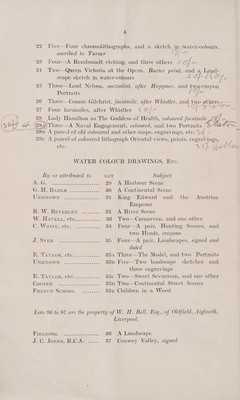 4
22 Five—Four chromolithographs, and a sketch in water-colours,
ascribed to Turner
23 Four—A Rembrandt etching, and three others
24 Two—Queen Victoria at the Opera, Baxter print, and a Land-
scape sketch in water-colours
25 Three—Lord Nelson, mezzotint, after Hoppner, and two crayon
Portraits
26 Three—Connie Gilchrist, facsimile, after Whistler, and two others
27 Four facsimiles, after Whistler
28 Lady Hamilton as The Goddess of Health, coloured facsimile
Three—A Naval Engagement, coloured, and two Portraits
28B A parcel of old coloured and other maps, engravings, etc.
28C A parcel of coloured lithograph Oriental views, prints, engravings,
etc.
WATER COLOUR DRAWINGS, Etc.
By or attributed to LOT Subject
A. G. 29 A Harbour Scene
G. H. Baker 30 A Continental Scene
Unknown 31 King Edward and the Austrian
Emperor
R. W. Beverley 32 A River Scene
W. Havell, etc. 33 Two—Carnarvon, and one other
C. White, etc. 34 Four—A pair, Hunting Scenes, and
two Heads, crayons
J. Syer 35 Four—A pair, Landscapes, signed and
dated
E. Tayler, etc. 35A Three—The Model, and two Portraits
Unknown 35B Five—Two landscape sketches and
three engravings
E. Tayler, etc. 35C Two—Sweet Seventeen, and one other
Cooper 35D Two—Continental Street Scenes
French School 35E Children in a Wood
Lots 36 to 97 are the property of W. H. Ball, Esq., of Oldfield, Aigburth,
Liverpool.
Fielding 36 A Landscape
J. C. Jones, R.C.A. 37 Conway Valley, signed